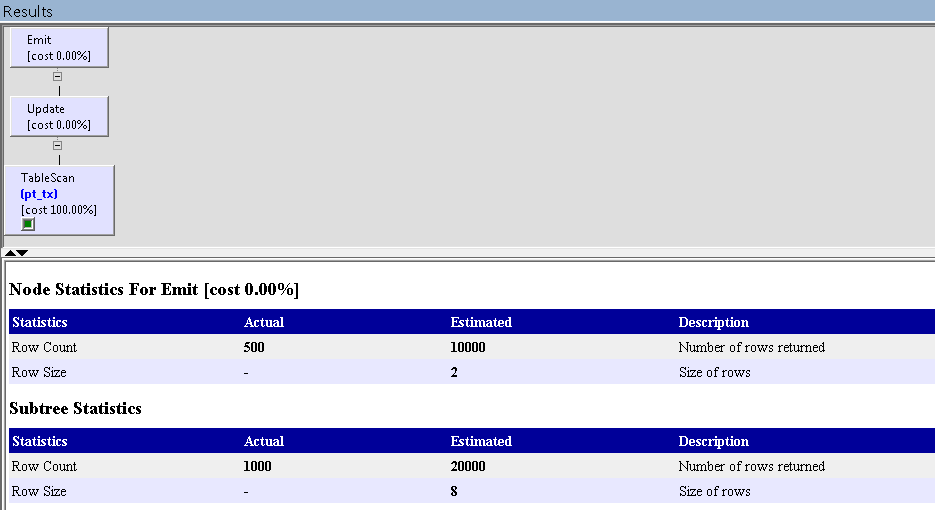 Results
Emit
[cost 0.00%]
Update
[cost 0.00%]
TableScan
(pt_tx)
[cost 100.00%]
Node Statistics For Emit [cost 0.00%]
Statistics Actual Estimated Description
Row Count 500 10000 Number of rows returned
Row Size - 2 Size of rows
Subtree Statistics
Statistics Actual Estimated Description
Row Count 1000 20000 Number of rows returned
Row Size - 8 Size of rows